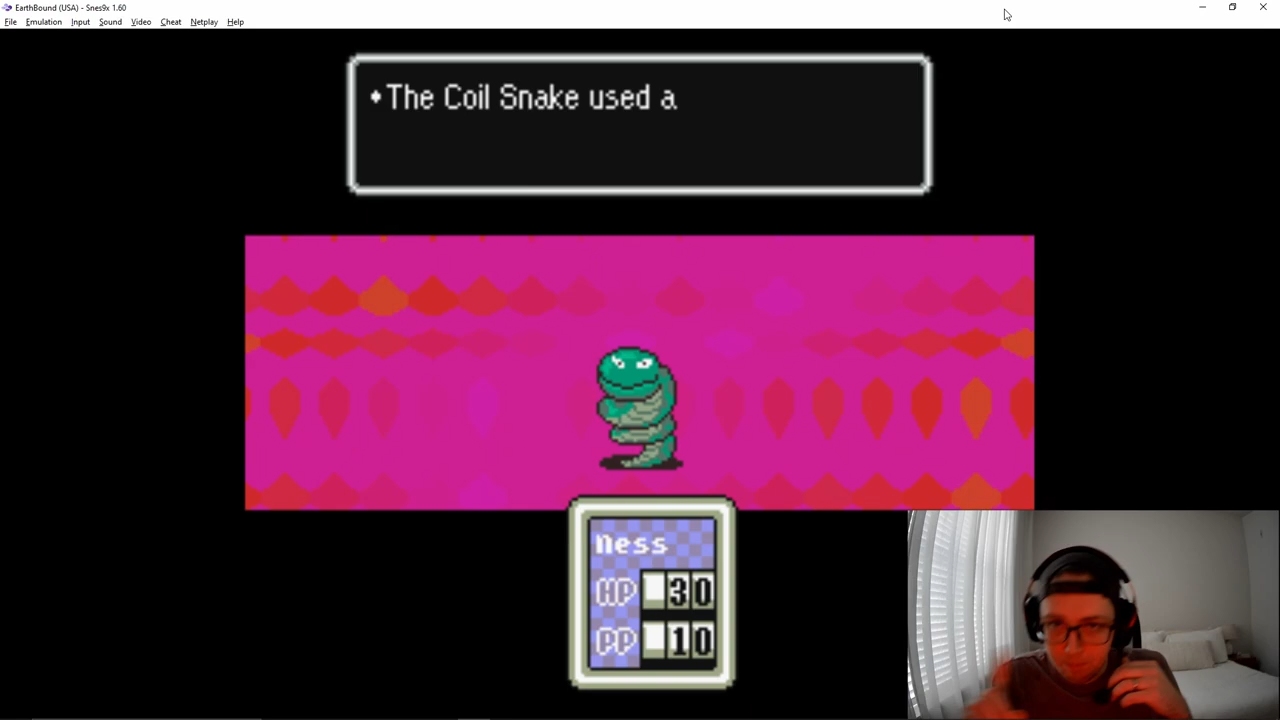 EarthBound (USA) - Snes9x 1.60
File Emulation Input Sound Video Cheat Netplay Help
•The Coil Snake used a
Ness
HP 30
PP 10